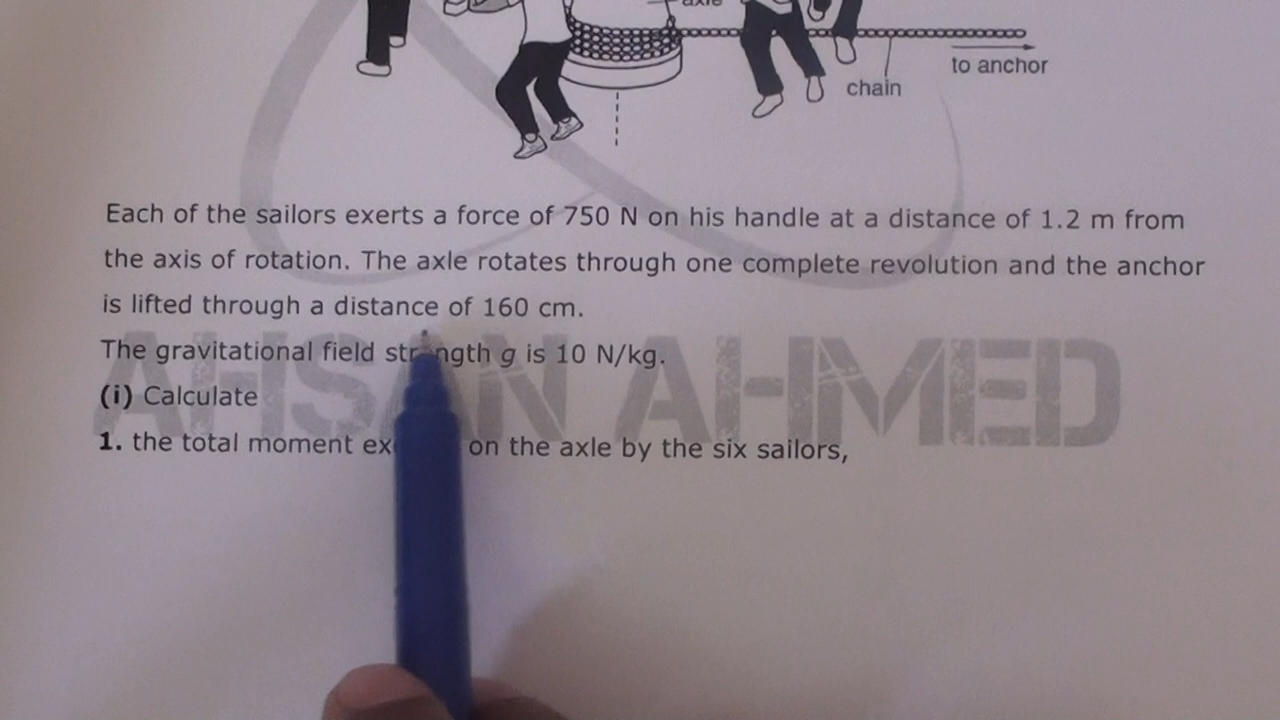 to anchor
chain
Each of the sailors exerts a force of 750 N on his handle at a distance of 1.2 m from
the axis of rotation. The axle rotates through one complete revolution and the anchor
is lifted through a distance of 160 cm.
The gravitational field strength g is 10 N/kg.
(i) Calculate
1. the total moment on the axle by the six sailors,
AHSAN AHMED